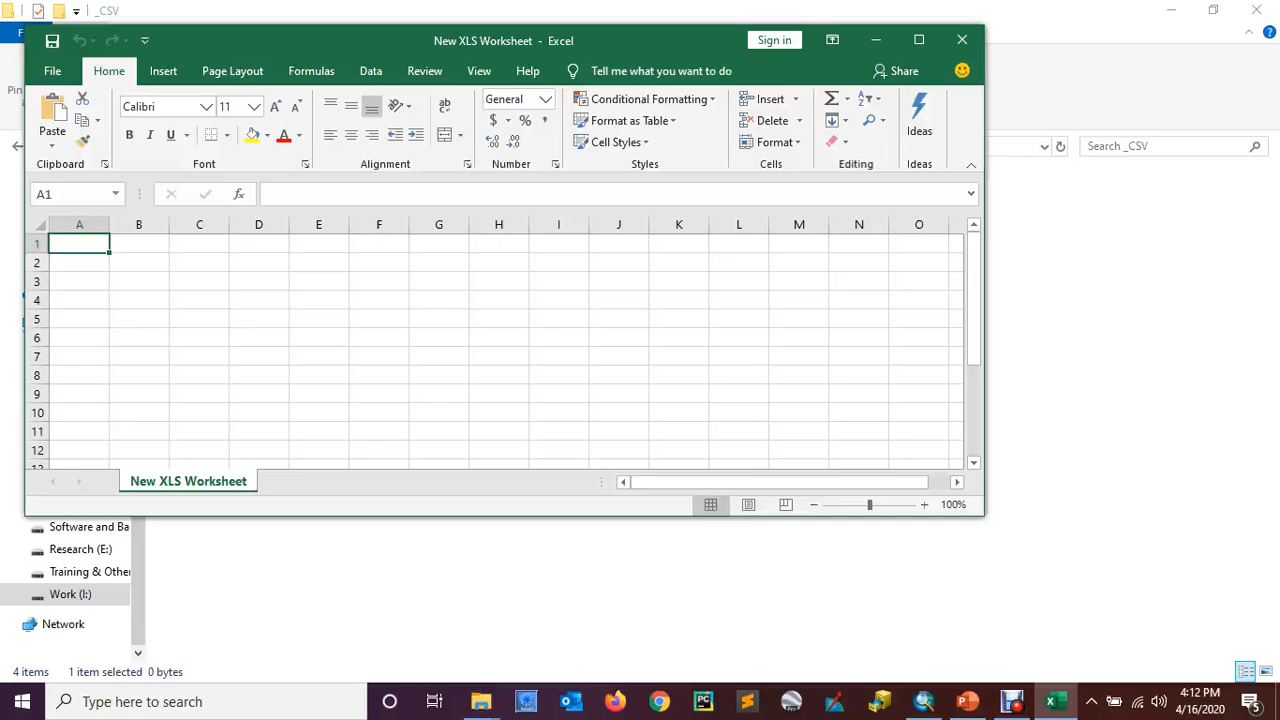 _CSV
New XLS Worksheet - Excel
Sign in
File Home Insert Page Layout Formulas Data Review View Help Tell me what you want to do Share
Pin
Paste
Calibri 11
General
Conditional Formatting
Format as Table
Cell Styles
Insert
Delete
Format
Ideas
B I U
A A
$ % ,
Clipboard Font Alignment Number Styles Cells Editing Ideas
Search _CSV
A1
fx
A B C D E F G H I J K L M N O
1
2
3
4
5
6
7
8
9
10
11
12
New XLS Worksheet
100%
Software and Ba
Research (E:)
Training & Othe
Work (I:)
Network
4 items 1 item selected 0 bytes
Type here to search
4:12 PM
4/16/2020
5